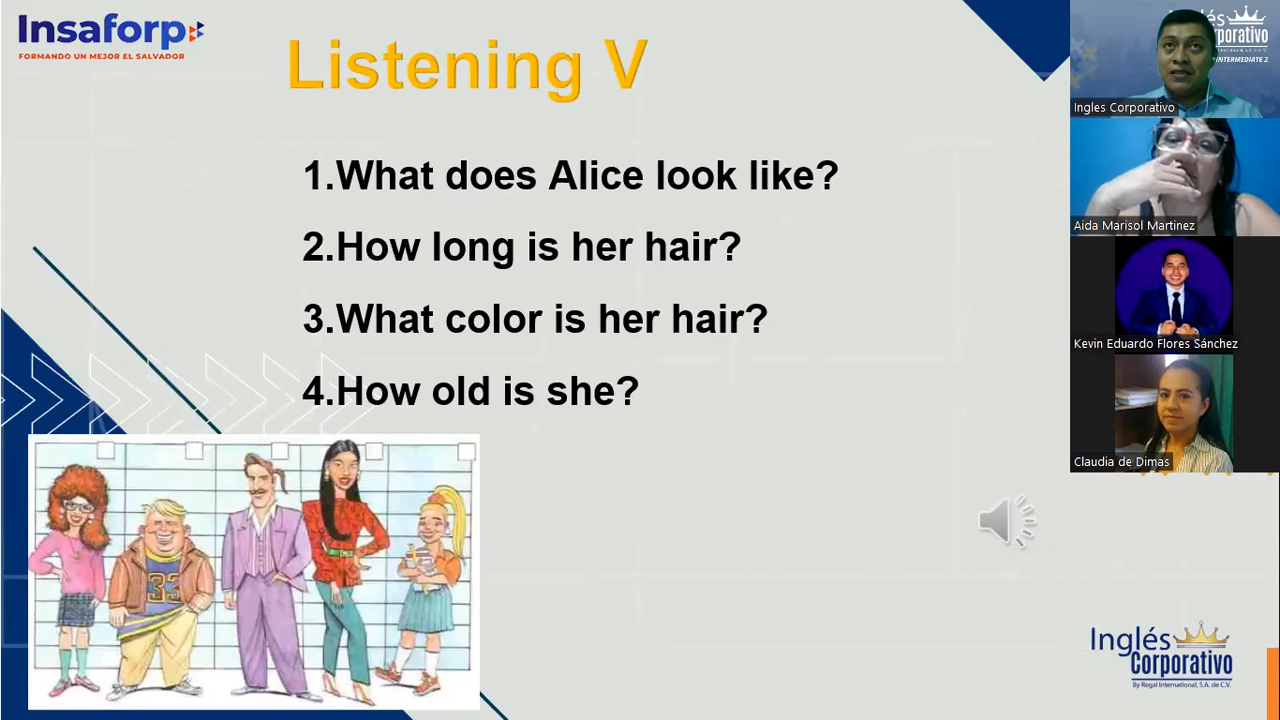 Insaforp
FORMANDO UN MEJOR EL SALVADOR
Listening V
1.What does Alice look like?
2.How long is her hair?
3.What color is her hair?
4.How old is she?
33
Inglés
Corporativo
By Regal International, S.A. de C.V.
INTERMEDIATE 2
Ingles Corporativo
Aida Marisol Martinez
Kevin Eduardo Flores Sánchez
Claudia de Dimas